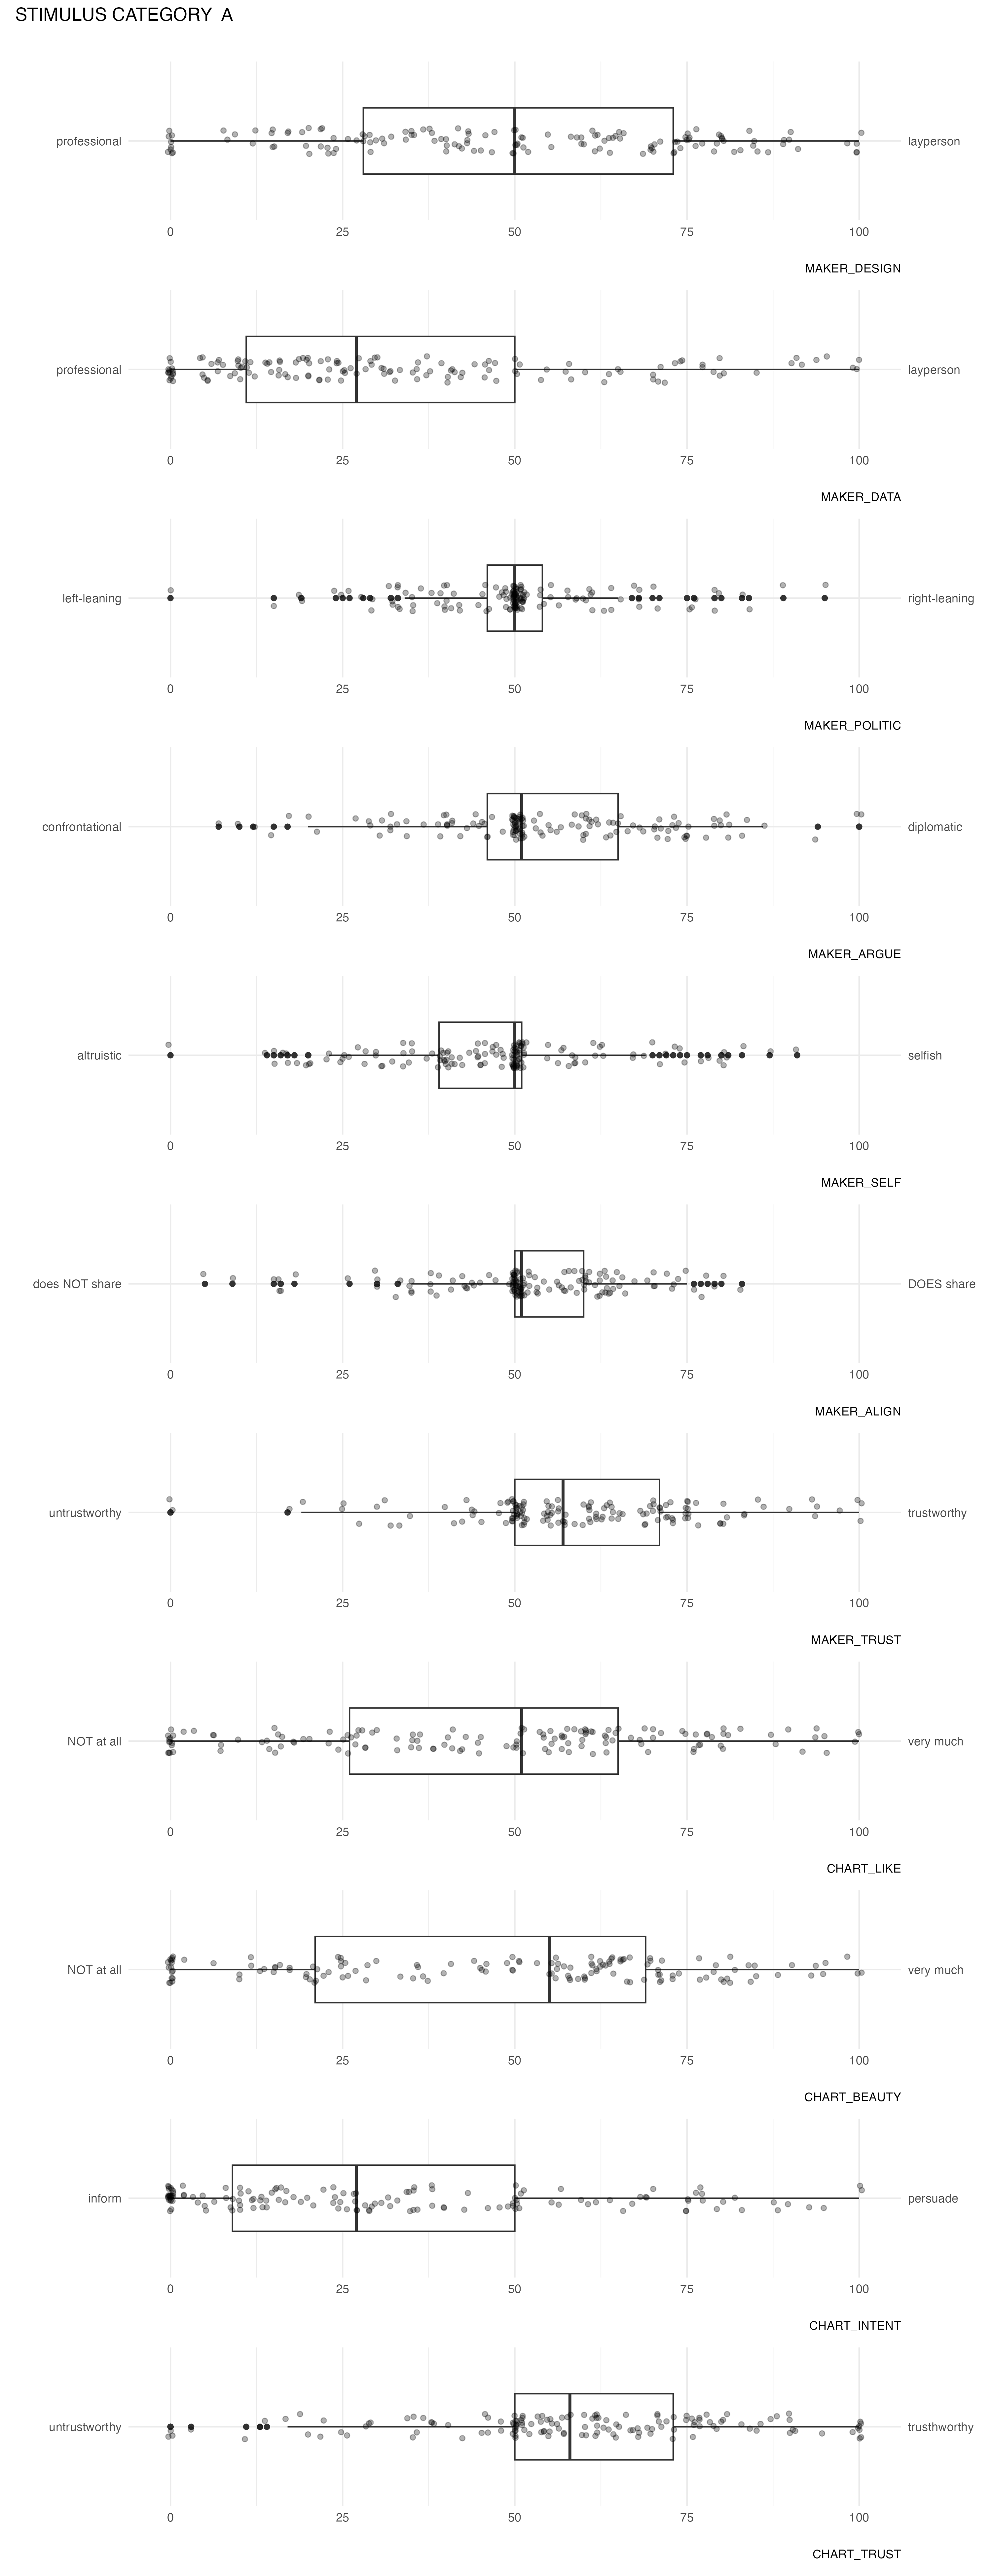 STIMULUS CATEGORY A
professional layperson
0 25 50 75 100
MAKER_DESIGN
professional layperson
0 25 50 75 100
MAKER_DATA
left-leaning right-leaning
0 25 50 75 100
MAKER_POLITIC
confrontational diplomatic
0 25 50 75 100
MAKER_ARGUE
altruistic selfish
0 25 50 75 100
MAKER_SELF
does NOT share DOES share
0 25 50 75 100
MAKER_ALIGN
untrustworthy trustworthy
0 25 50 75 100
MAKER_TRUST
NOT at all very much
0 25 50 75 100
CHART_LIKE
NOT at all very much
0 25 50 75 100
CHART_BEAUTY
inform persuade
0 25 50 75 100
CHART_INTENT
untrustworthy trusthworthy
0 25 50 75 100
CHART_TRUST